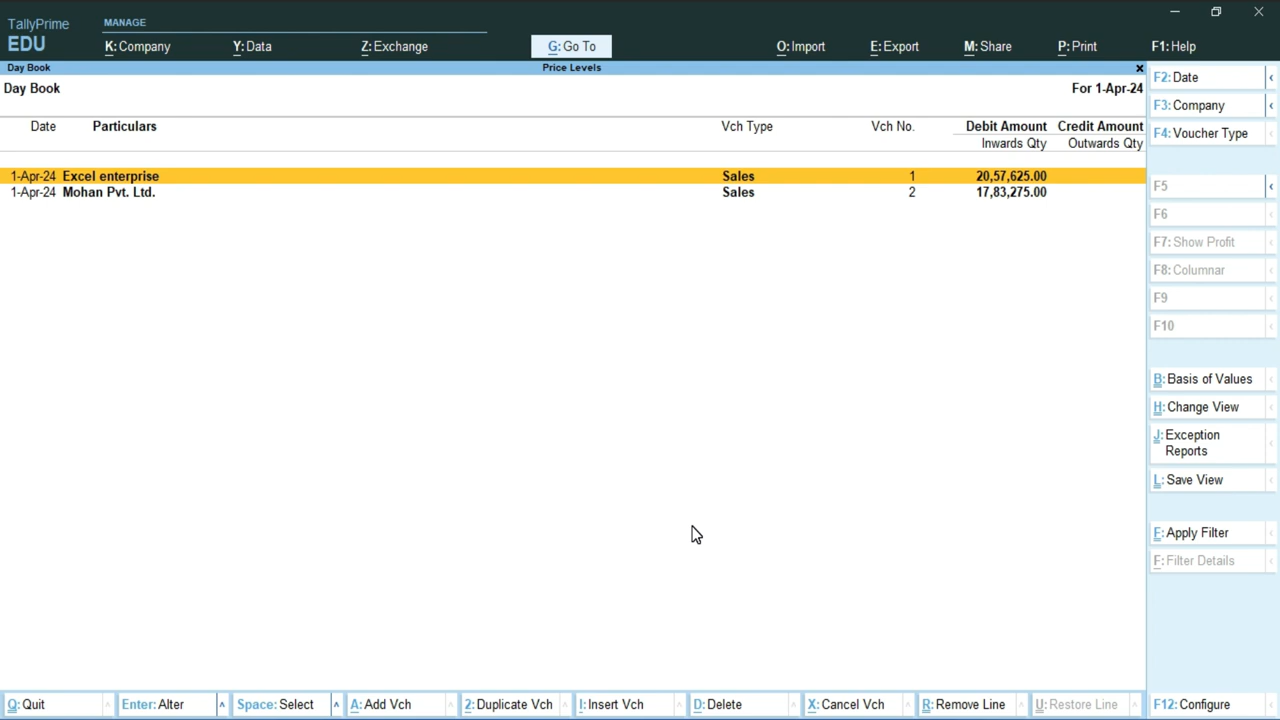 TallyPrime
EDU
MANAGE
K: Company Y: Data Z: Exchange G: Go To O: Import E: Export M: Share P: Print F1: Help
Day Book Price Levels
Day Book For 1-Apr-24
Date Particulars Vch Type Vch No. Debit Amount Credit Amount
Inwards Qty Outwards Qty
1-Apr-24 Excel enterprise Sales 1 20,57,625.00
1-Apr-24 Mohan Pvt. Ltd. Sales 2 17,83,275.00
F2: Date
F3: Company
F4: Voucher Type
F5
F6
F7: Show Profit
F8: Columnar
F9
F10
B: Basis of Values
H: Change View
J: Exception
Reports
L: Save View
F: Apply Filter
F: Filter Details
Q: Quit Enter: Alter Space: Select A: Add Vch 2: Duplicate Vch I: Insert Vch D: Delete X: Cancel Vch R: Remove Line U: Restore Line F12: Configure